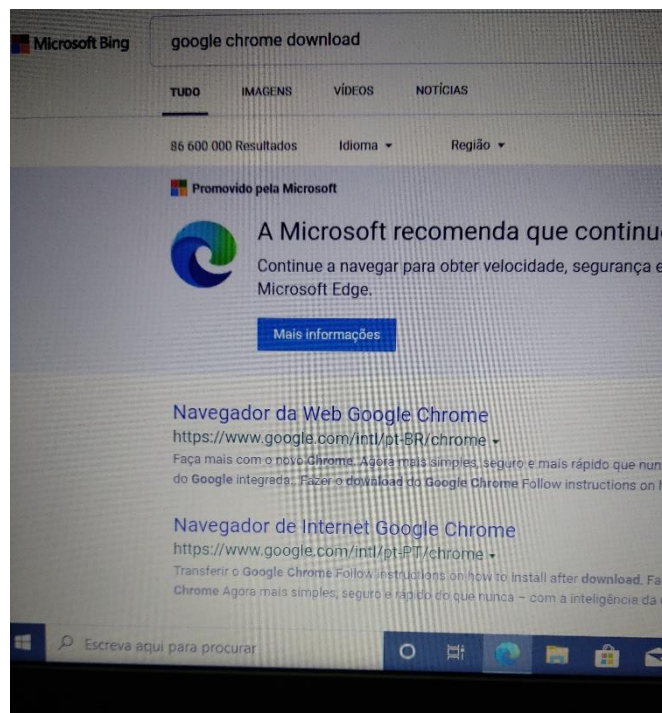 Microsoft Bing
google chrome download
TUDO IMAGENS VÍDEOS NOTÍCIAS
86 600 000 Resultados Idioma Região
Promovido pela Microsoft
A Microsoft recomenda que continu
Continue a navegar para obter velocidade, segurança e
Microsoft Edge.
Mais informações
Navegador da Web Google Chrome
https://www.google.com/intl/pt-BR/chrome
Faça mais com o novo Chrome. Agora mais simples, seguro e mais rápido que nun
do Google integrada. Fazer o download do Google Chrome Follow instructions on h
Navegador de Internet Google Chrome
https://www.google.com/intl/pt-PT/chrome
Transferir o Google Chrome Follow instructions on how to install after download. Fa
Chrome Agora mais simples, seguro e rápido do que nunca – com a inteligência da
Escreva aqui para procurar